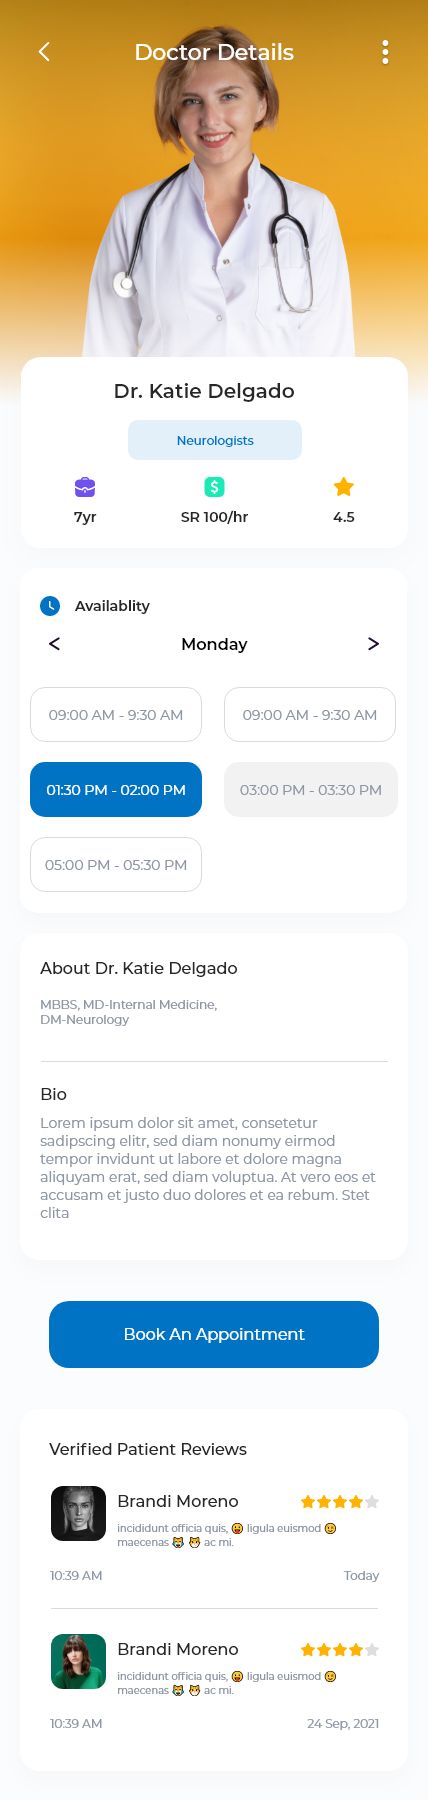 Doctor Details
Dr. Katie Delgado
Neurologists
7yr
SR 100/hr
4.5
Availablity
< Monday >
09:00 AM - 9:30 AM
09:00 AM - 9:30 AM
01:30 PM - 02:00 PM
03:00 PM - 03:30 PM
05:00 PM - 05:30 PM
About Dr. Katie Delgado
MBBS, MD-Internal Medicine,
DM-Neurology
Bio
Lorem ipsum dolor sit amet, consetetur
sadipscing elitr, sed diam nonumy eirmod
tempor invidunt ut labore et dolore magna
aliquyam erat, sed diam voluptua. At vero eos et
accusam et justo duo dolores et ea rebum. Stet
clita
Book An Appointment
Verified Patient Reviews
Brandi Moreno
incididunt officia quis, 😛 ligula euismod 🤨
maecenas 😹 😼 ac mi.
10:39 AM
Today
Brandi Moreno
incididunt officia quis, 😛 ligula euismod 🤨
maecenas 😹 😼 ac mi.
10:39 AM
24 Sep, 2021